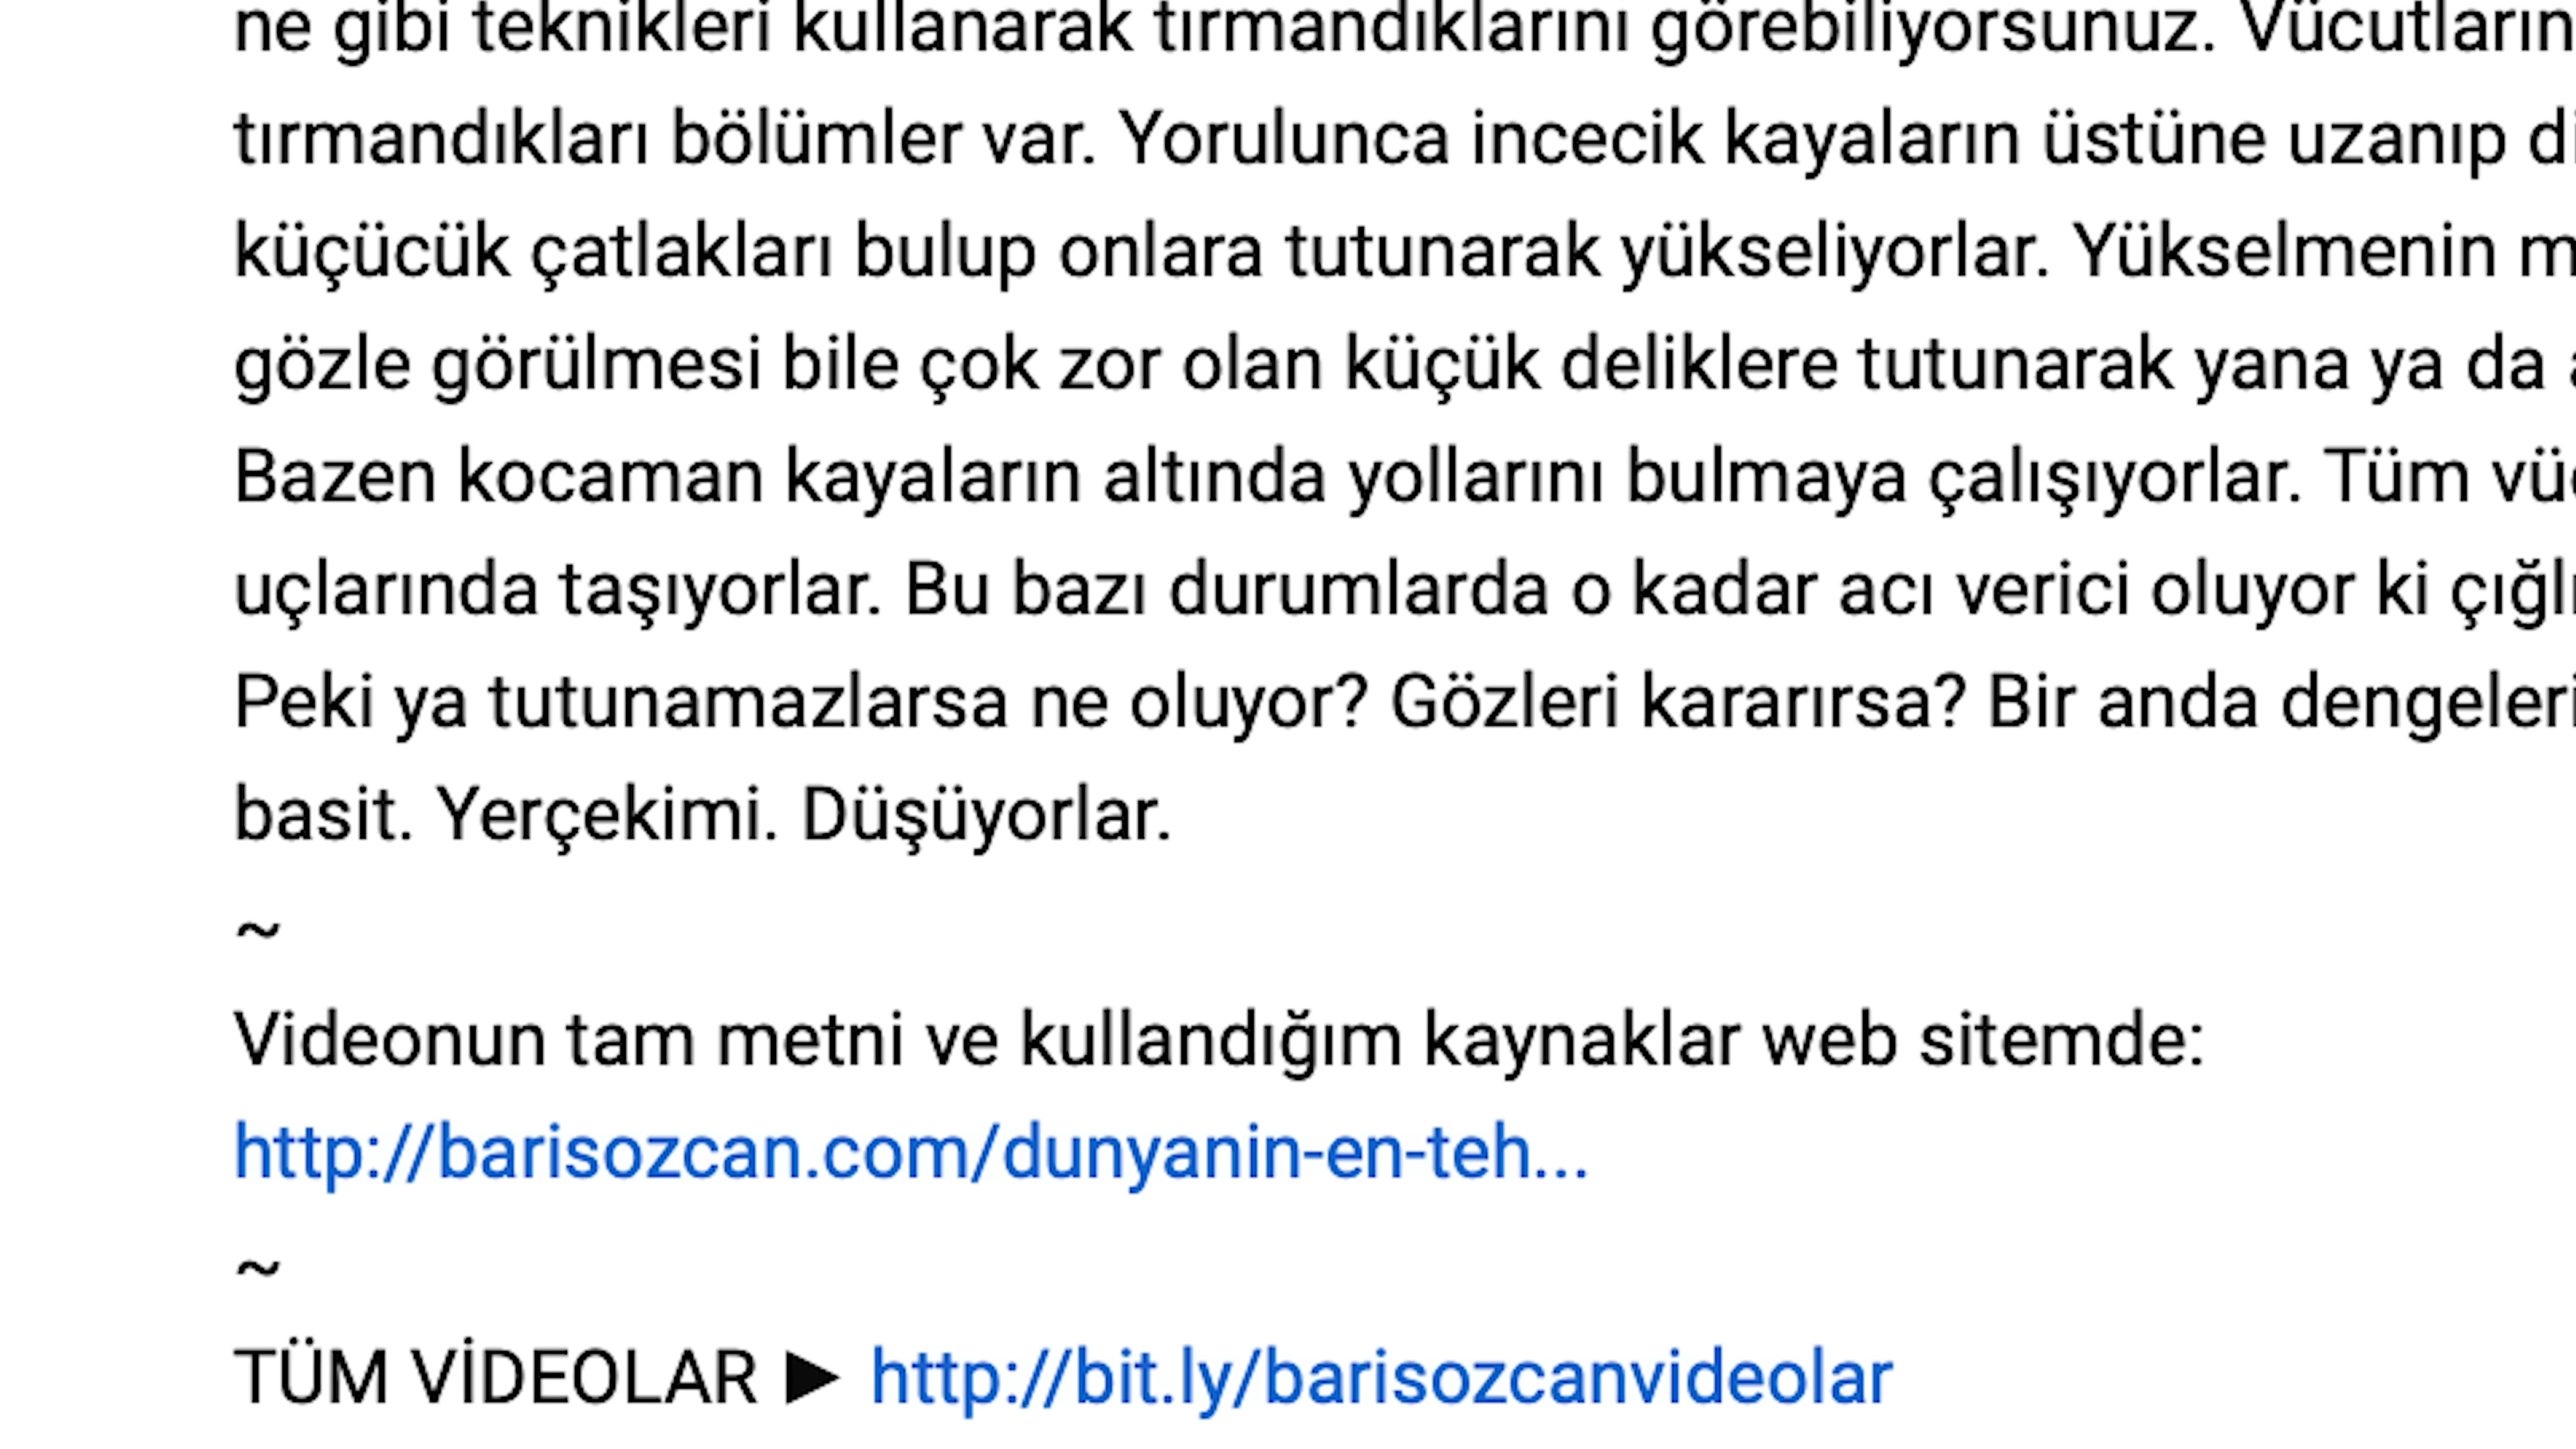 ne gibi teknikleri kullanarak tırmandıklarını görebiliyorsunuz. Vücutların
tırmandıkları bölümler var. Yorulunca incecik kayaların üstüne uzanıp
küçücük çatlakları bulup onlara tutunarak yükseliyorlar. Yükselmenin
gözle görülmesi bile çok zor olan küçük deliklere tutunarak yana ya da
Bazen kocaman kayaların altında yollarını bulmaya çalışıyorlar. Tüm
uçlarında taşıyorlar. Bu bazı durumlarda o kadar acı verici oluyor ki
Peki ya tutunamazlarsa ne oluyor? Gözleri kararırsa? Bir anda dengeleri
basit. Yerçekimi. Düşüyorlar.
~
Videonun tam metni ve kullandığım kaynaklar web sitemde:
http://barisozcan.com/dunyanin-en-teh...
~
TÜM VİDEOLAR ► http://bit.ly/barisozcanvideolar